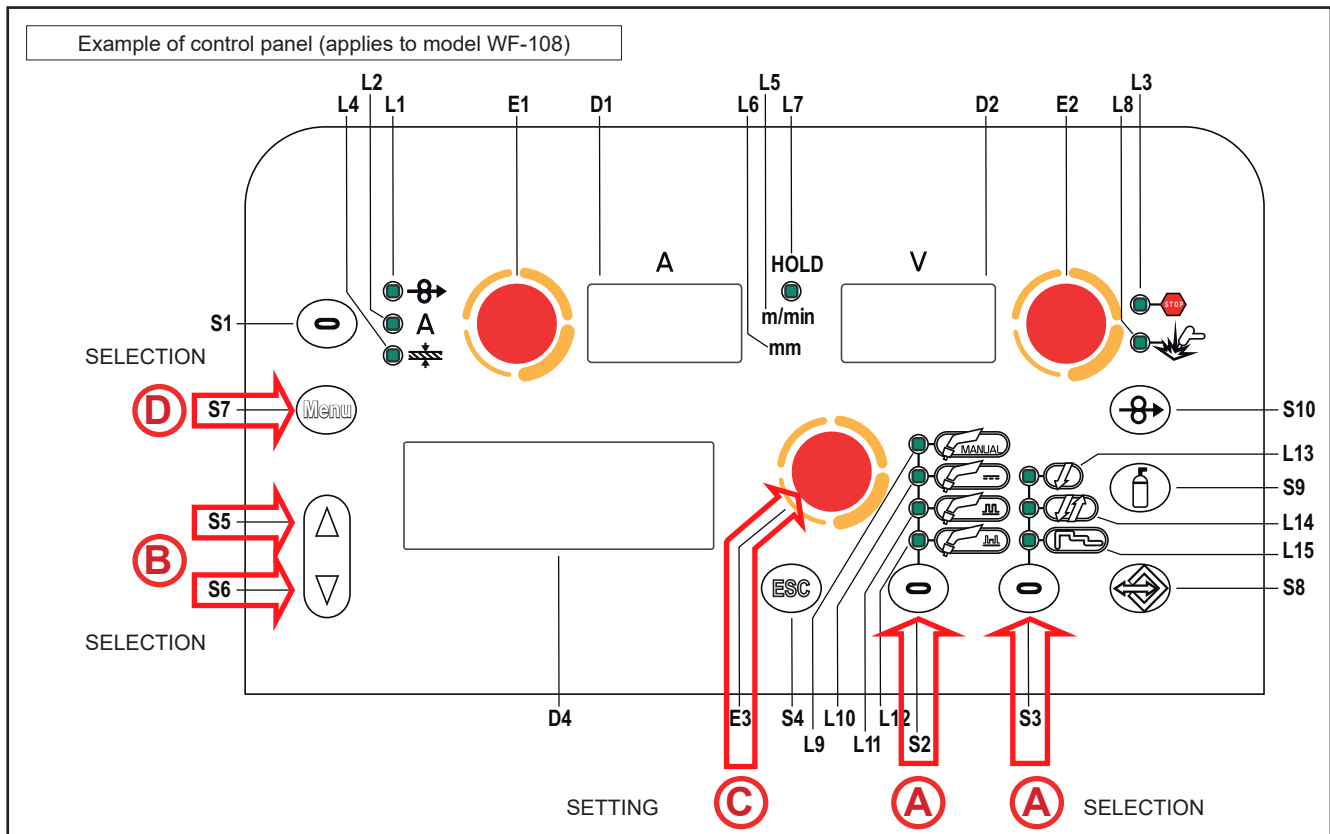 Example of control panel (applies to model WF-108)
L2 L5 L3
L4 L1 E1 D1 L6 L7 D2 E2 L8
A HOLD V
STOP
m/min
S1 A
mm
SELECTION
D S7 Menu S10
MANUAL L13
S9
S5 L14
B L15
S6 ESC S8
SELECTION
D4 E3 S4 L10 L12 S3
L9 L11 S2
SETTING C A A SELECTION